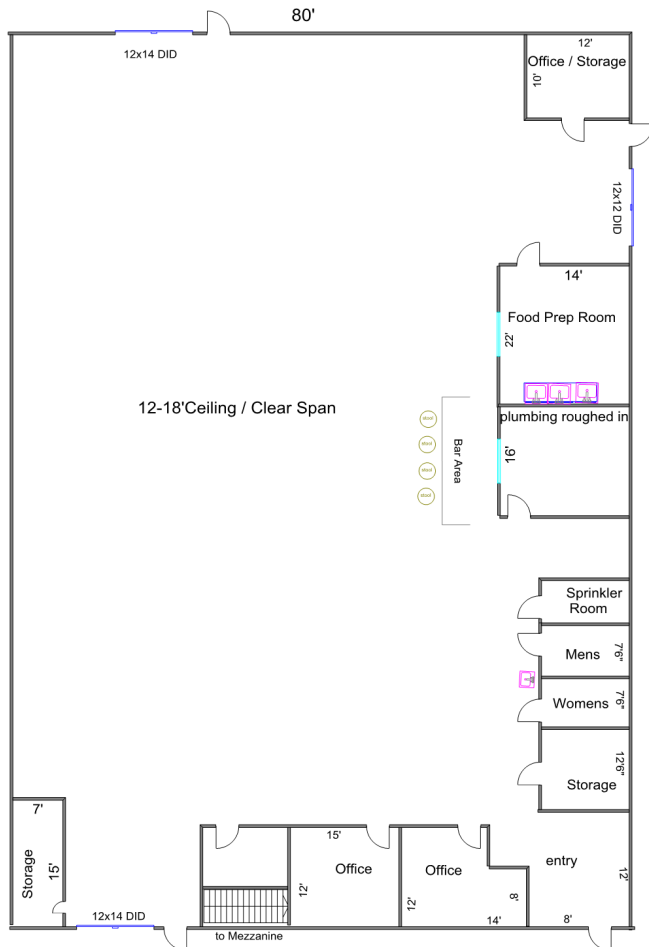 80'
12x14 DID
12'
Office / Storage
10'
12x12 DID
14'
Food Prep Room
22'
12-18'Ceiling / Clear Span
plumbing roughed in
stool
stool
stool
stool
Bar Area
16'
Sprinkler
Room
Mens
7'6"
Womens
7'6"
12'6"
Storage
7'
Storage
15'
15'
Office
12'
Office
12'
8'
14'
entry
12'
8'
12x14 DID
to Mezzanine